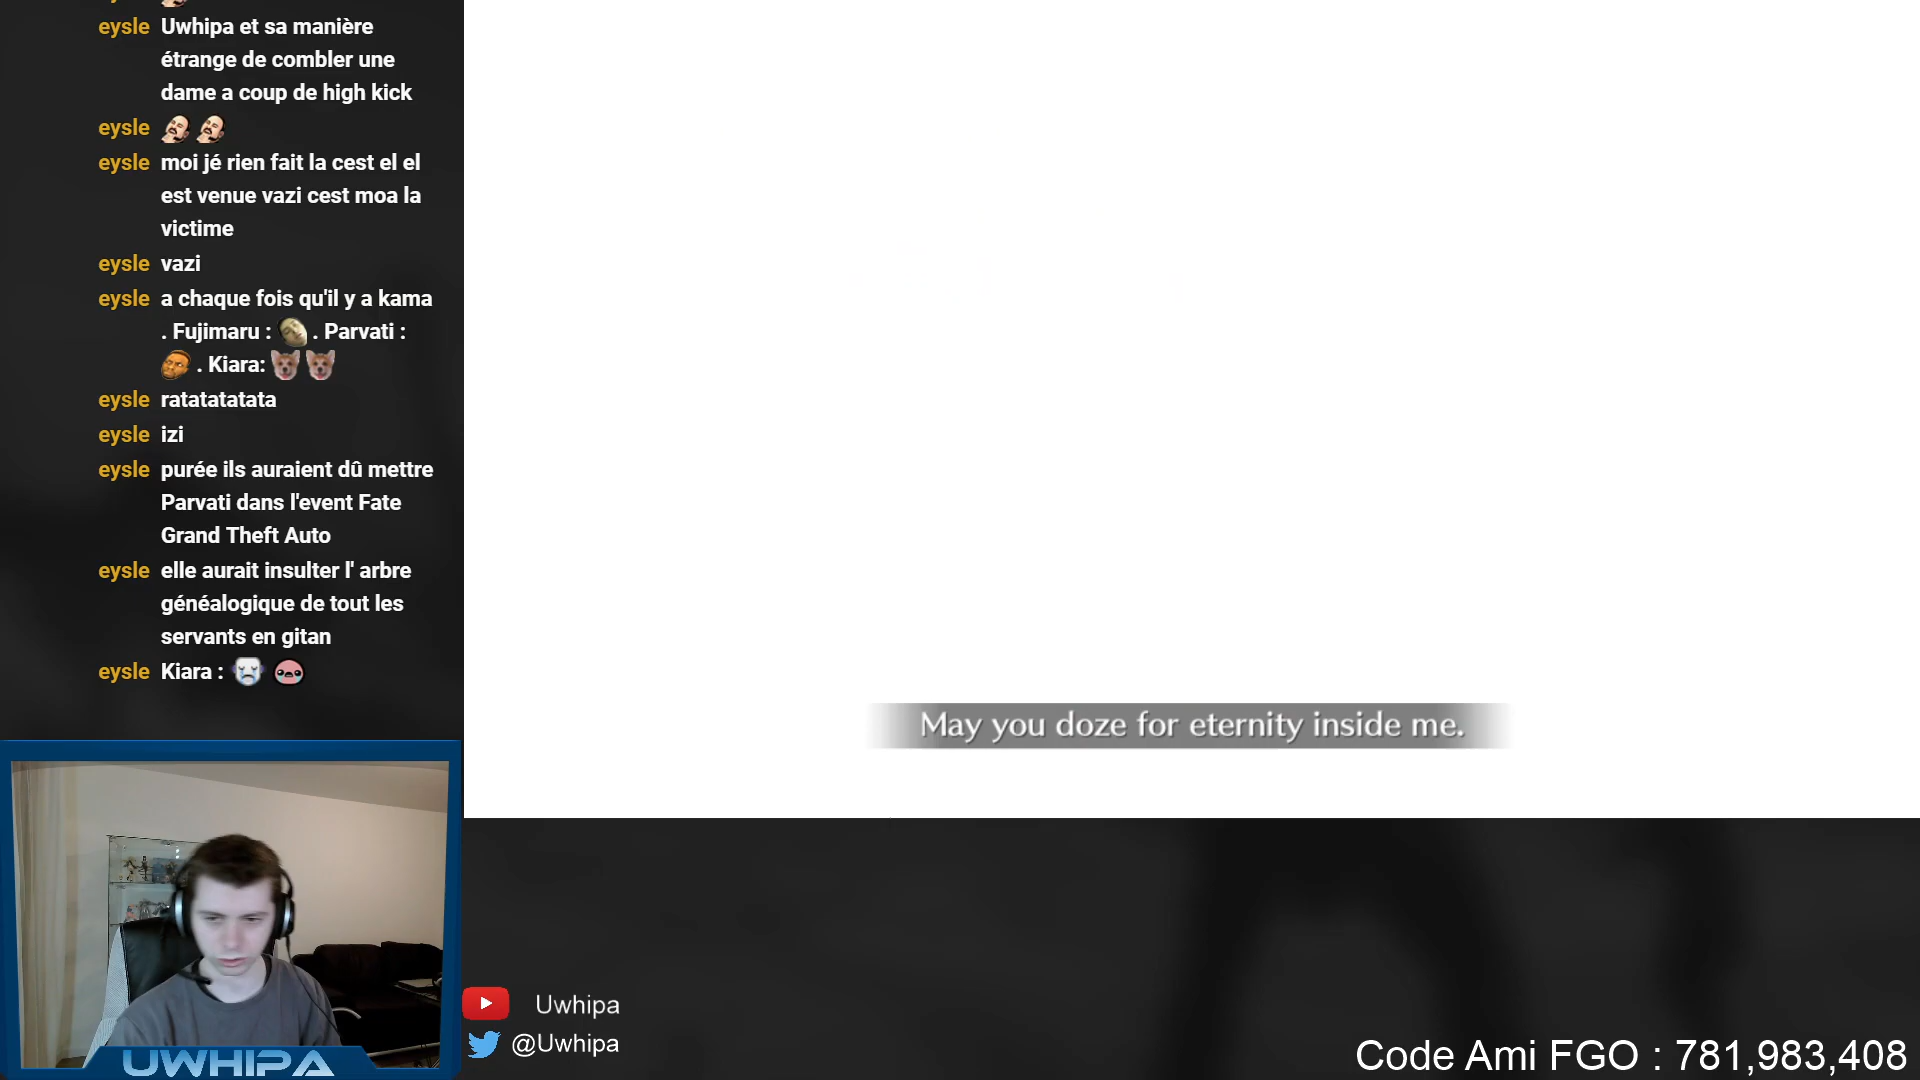 eysle Uwhipa et sa manière
étrange de combler une
dame a coup de high kick
eysle
eysle moi jé rien fait la cest el el
est venue vazi cest moa la
victime
eysle vazi
eysle a chaque fois qu'il y a kama
. Fujimaru : . Parvati :
. Kiara:
eysle ratatatatata
eysle izi
eysle purée ils auraient dû mettre
Parvati dans l'event Fate
Grand Theft Auto
eysle elle aurait insulter l' arbre
généalogique de tout les
servants en gitan
eysle Kiara :
May you doze for eternity inside me.
UWHIPA
Uwhipa
@Uwhipa
Code Ami FGO : 781,983,408